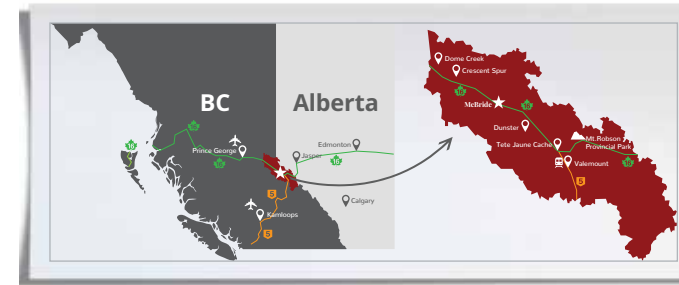 BC
Alberta
16
16
16
Prince George
Edmonton
16
Jasper
5
Calgary
Kamloops
5
Dome Creek
Crescent Spur
16
McBride
16
Dunster
Mt.Robson
Provincial Park
Tete Jaune Cache
16
Valemount
5